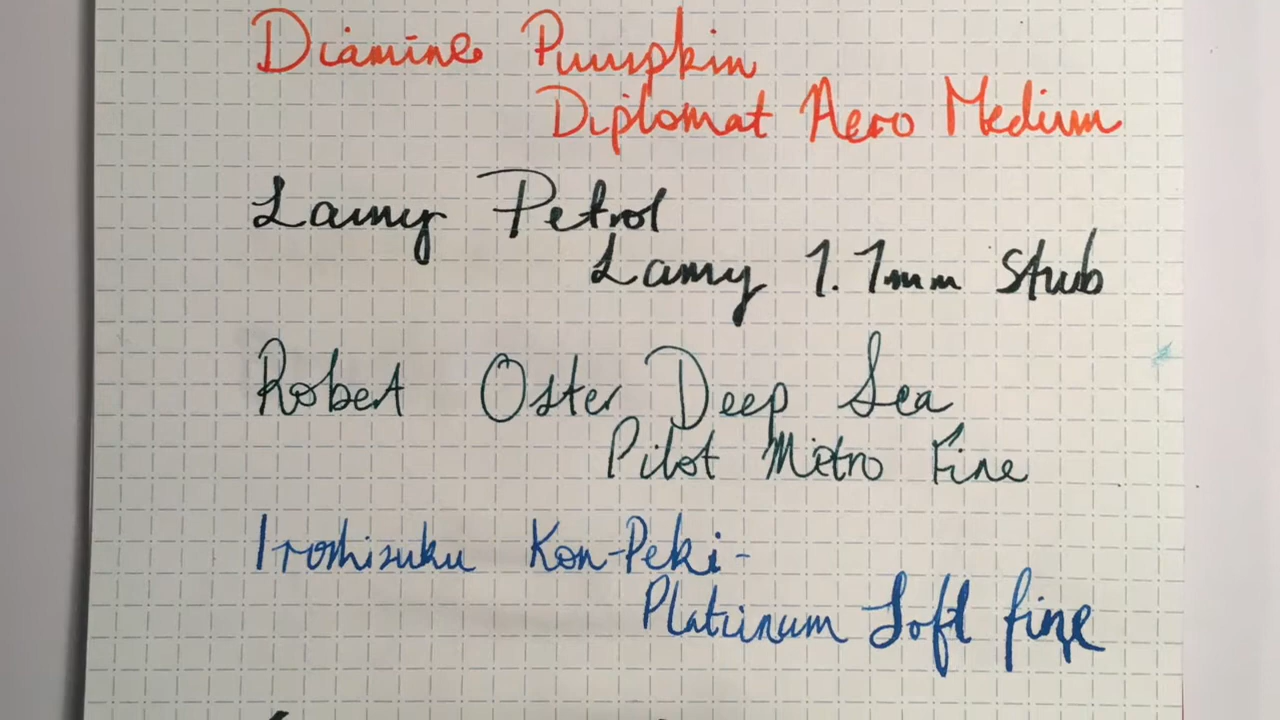 Diamine Pumpkin
Diplomat Aero Medium
Lamy Petrol
Lamy 1.1mm Stub
Robert Oster Deep Sea
Pilot Metro Fine
Iroshizuku Kon-Peki-
Platinum Soft fine